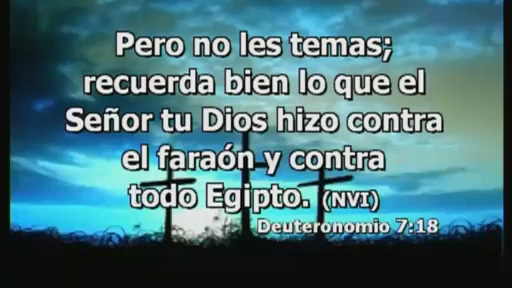 Pero no les temas;
recuerda bien lo que el
Señor tu Dios hizo contra
el faraón y contra
todo Egipto. (NVI)
Deuteronomio 7:18